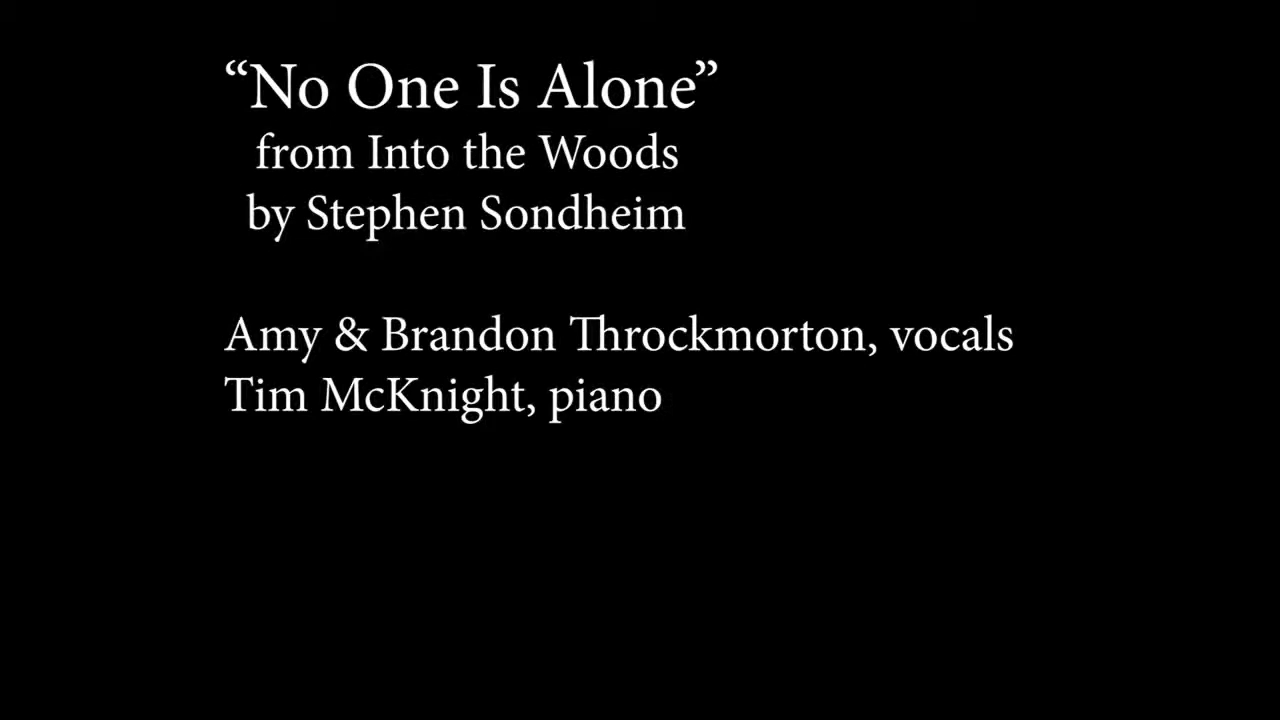 “No One Is Alone”
from Into the Woods
by Stephen Sondheim
Amy & Brandon Throckmorton, vocals
Tim McKnight, piano